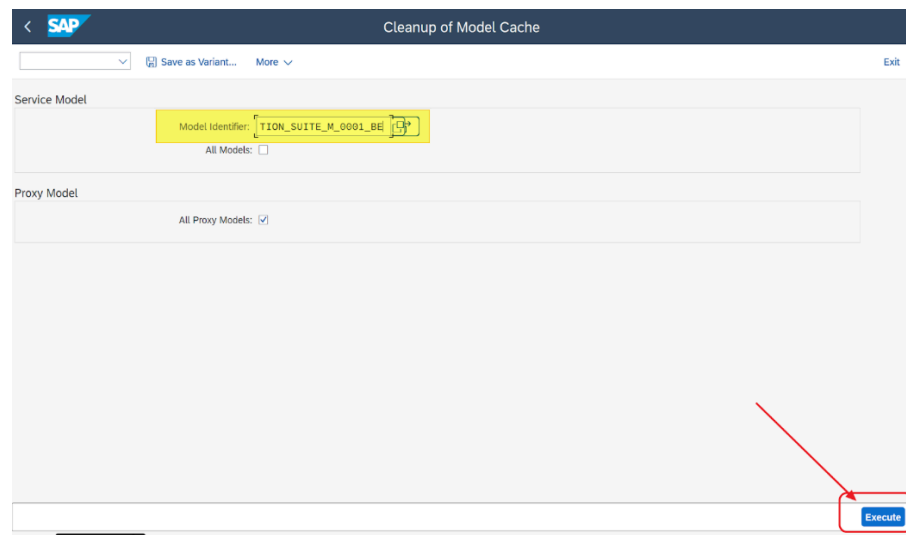 SAP Cleanup of Model Cache
Save as Variant... More Exit
Service Model
Model Identifier: TION_SUITE_M_0001_BE
All Models:
Proxy Model
All Proxy Models:
Execute